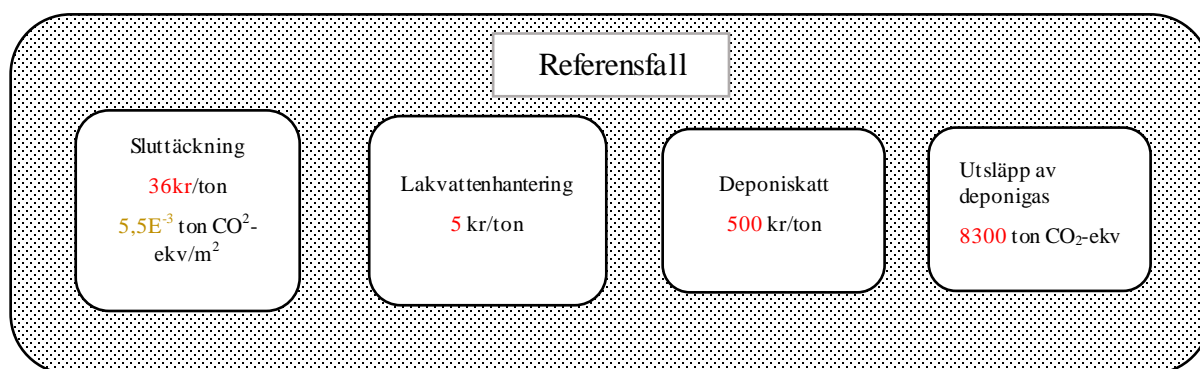 Referensfall
Sluttäckning
36kr/ton
5,5E⁻³ ton CO²-
ekv/m²
Lakvattenhantering
5 kr/ton
Deponiskatt
500 kr/ton
Utsläpp av
deponigas
8300 ton CO₂-ekv